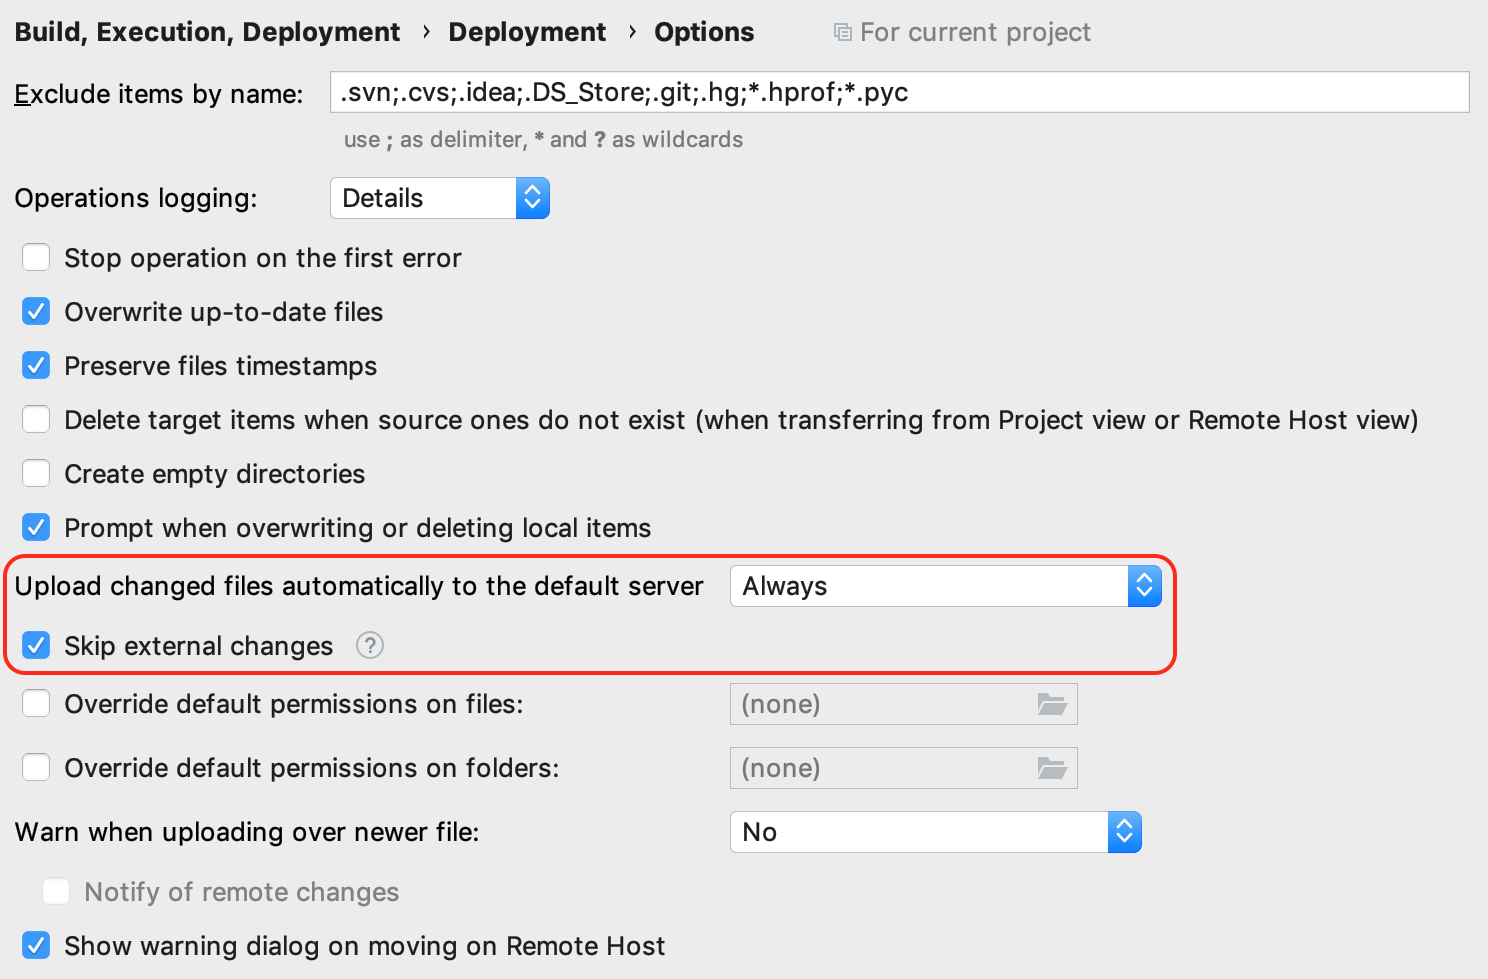 Build, Execution, Deployment › Deployment › Options For current project
Exclude items by name: .svn;.cvs;.idea;.DS_Store;.git;.hg;*.hprof;*.pyc
use ; as delimiter, * and ? as wildcards
Operations logging: Details
Stop operation on the first error
Overwrite up-to-date files
Preserve files timestamps
Delete target items when source ones do not exist (when transferring from Project view or Remote Host view)
Create empty directories
Prompt when overwriting or deleting local items
Upload changed files automatically to the default server Always
Skip external changes ?
Override default permissions on files: (none)
Override default permissions on folders: (none)
Warn when uploading over newer file: No
Notify of remote changes
Show warning dialog on moving on Remote Host